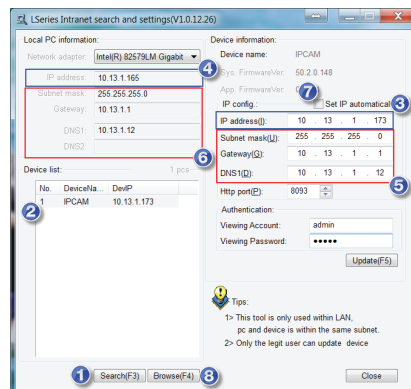 LSeries Intranet search and settings(V1.0.12.26)
Local PC information:
Network adapter: Intel(R) 82579LM Gigabit
4
IP address: 10.13.1.165
Subnet mask: 255.255.255.0
Gateway: 10.13.1.1
DNS1: 10.13.1.12
DNS2:
6
Device list: 1 pcs
No. DeviceNa... DevIP
1 IPCAM 10.13.1.173
2
1 Search(F3) Browse(F4) 8
Device information:
Device name: IPCAM
Sys. FirmwareVer: 50.2.0.148
App. FirmwareVer:
7
IP config.: Set IP automatical
3
IP address(I): 10 . 13 . 1 . 173
Subnet mask(U): 255 . 255 . 255 . 0
Gateway(G): 10 . 13 . 1 . 1
DNS1(D): 10 . 13 . 1 . 12
5
Http port(P): 8093
Authentication:
Viewing Account: admin
Viewing Password: •••••
Update(F5)
Tips:
1> This tool is only used within LAN,
pc and device is within the same subnet.
2> Only the legit user can update device
Close